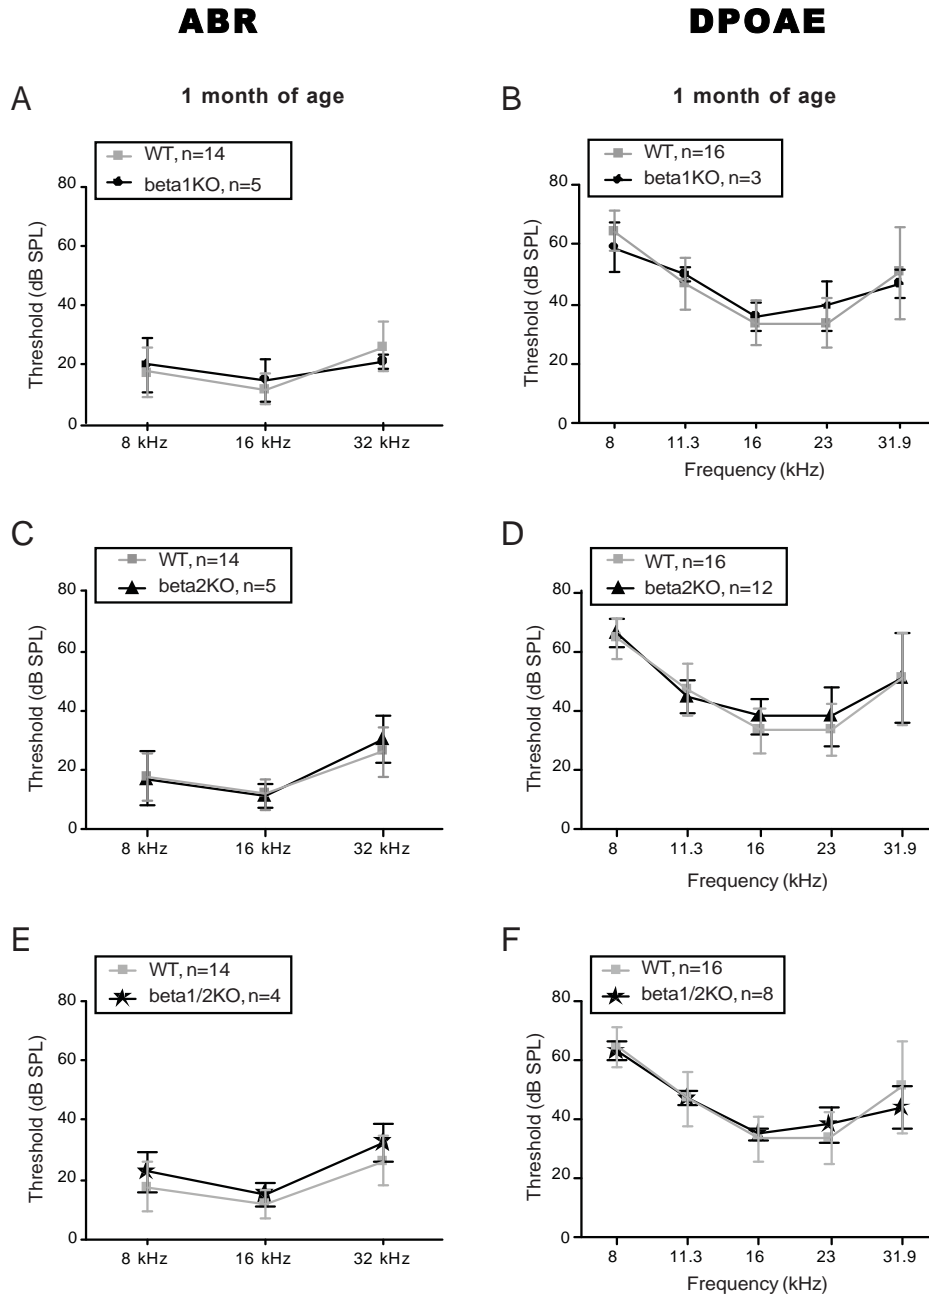 ABR
DPOAE
A
1 month of age
WT, n=14
beta1KO, n=5
Threshold (dB SPL)
80
60
40
20
0
8 kHz
16 kHz
32 kHz
B
1 month of age
WT, n=16
beta1KO, n=3
Threshold (dB SPL)
80
60
40
20
0
8
11.3
16
23
31.9
Frequency (kHz)
C
WT, n=14
beta2KO, n=5
Threshold (dB SPL)
80
60
40
20
0
8 kHz
16 kHz
32 kHz
D
WT, n=16
beta2KO, n=12
Threshold (dB SPL)
80
60
40
20
0
8
11.3
16
23
31.9
Frequency (kHz)
E
WT, n=14
beta1/2KO, n=4
Threshold (dB SPL)
80
60
40
20
0
8 kHz
16 kHz
32 kHz
F
WT, n=16
beta1/2KO, n=8
Threshold (dB SPL)
80
60
40
20
0
8
11.3
16
23
31.9
Frequency (kHz)